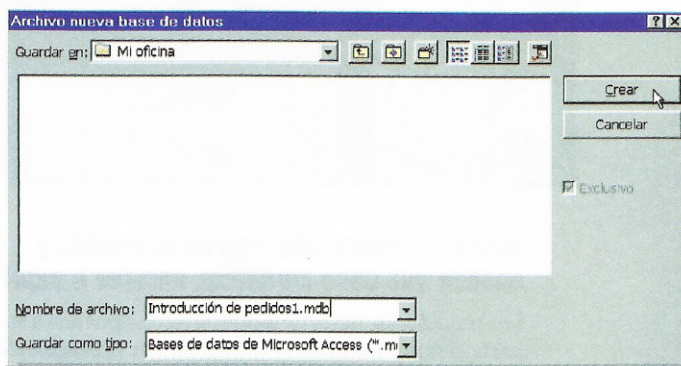 Archivo nueva base de datos
Guardar en: Mi oficina
Crear
Cancelar
Exclusivo
Nombre de archivo: Introducción de pedidos1.mdb
Guardar como tipo: Bases de datos de Microsoft Access (*.m